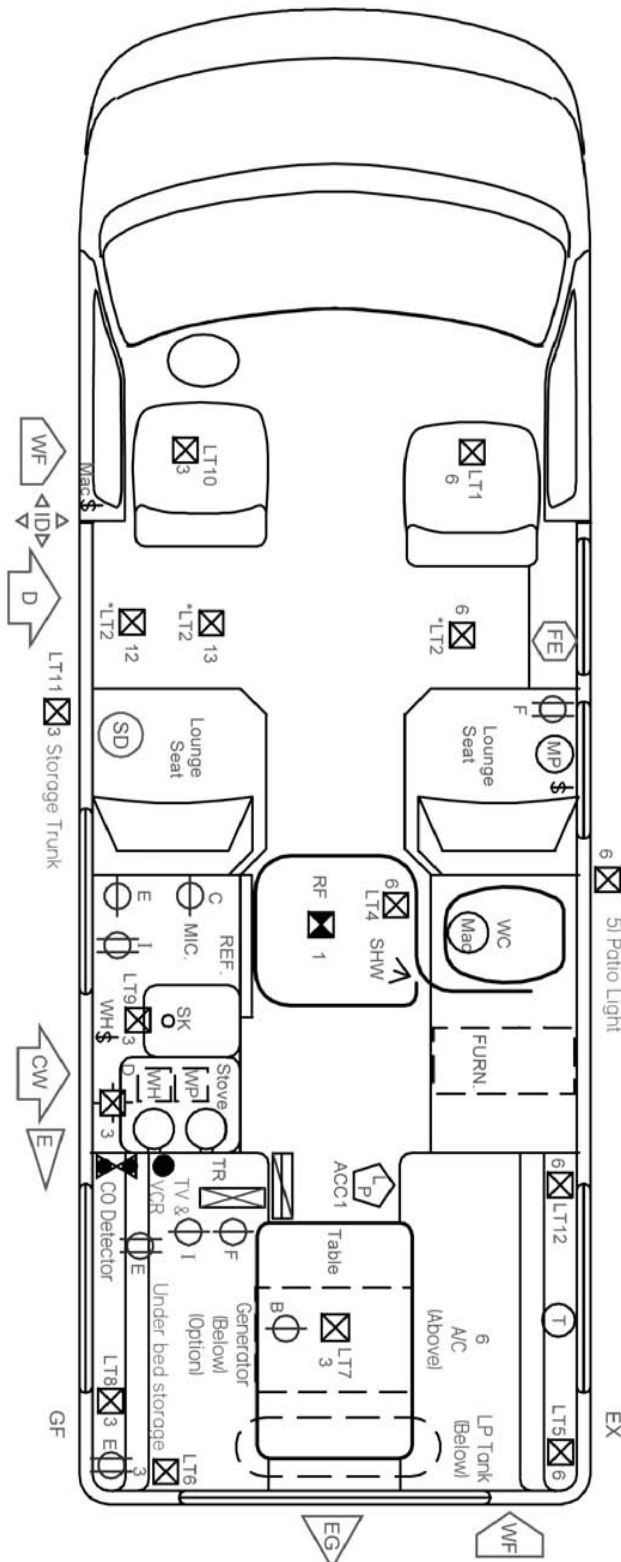 WF
Mac $
ID
D
LT10
3
LT1
6
*LT2
12
*LT2
13
*LT2
6
FE
LT11
3 Storage Trunk
SD
Lounge
Seat
Lounge
Seat
F
MP
$
6
5) Patio Light
E
C
I
MIC.
REF.
RF
1
6
LT4
SHW
WC
Mac
LT9
3
SK
WH $
CW
E
D
WH
WP
Stove
3
FURN.
CO Detector
VCR
TV &
TR
I
F
E
ACC1
LP
6
LT12
T
Table
B
LT7
3
Generator
(Below)
(Option)
Under bed storage
6
A/C
(Above)
LP Tank
(Below)
LT8
3
E
3
LT6
LT5
6
GF
EX
EG
WF